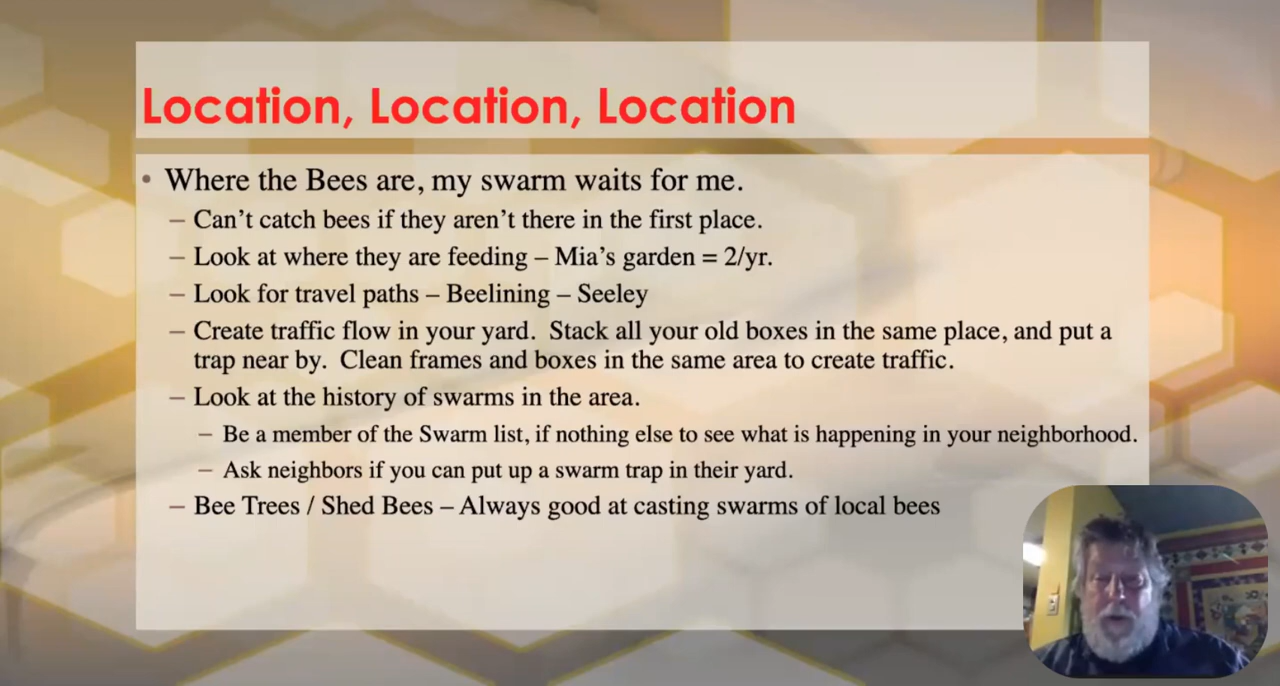 Location, Location, Location
• Where the Bees are, my swarm waits for me.
– Can't catch bees if they aren't there in the first place.
– Look at where they are feeding – Mia's garden = 2/yr.
– Look for travel paths – Beelining – Seeley
– Create traffic flow in your yard.  Stack all your old boxes in the same place, and put a
trap near by.  Clean frames and boxes in the same area to create traffic.
– Look at the history of swarms in the area.
– Be a member of the Swarm list, if nothing else to see what is happening in your neighborhood.
– Ask neighbors if you can put up a swarm trap in their yard.
– Bee Trees / Shed Bees – Always good at casting swarms of local bees